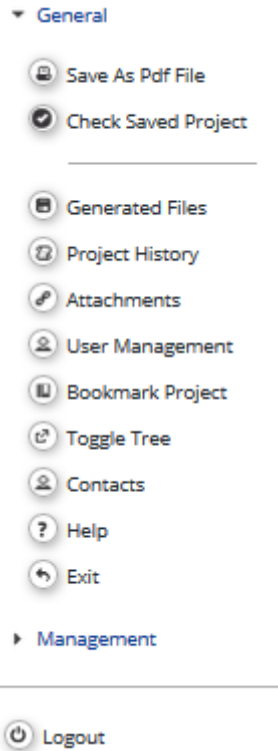 General
Save As Pdf File
Check Saved Project
Generated Files
Project History
Attachments
User Management
Bookmark Project
Toggle Tree
Contacts
? Help
Exit
Management
Logout